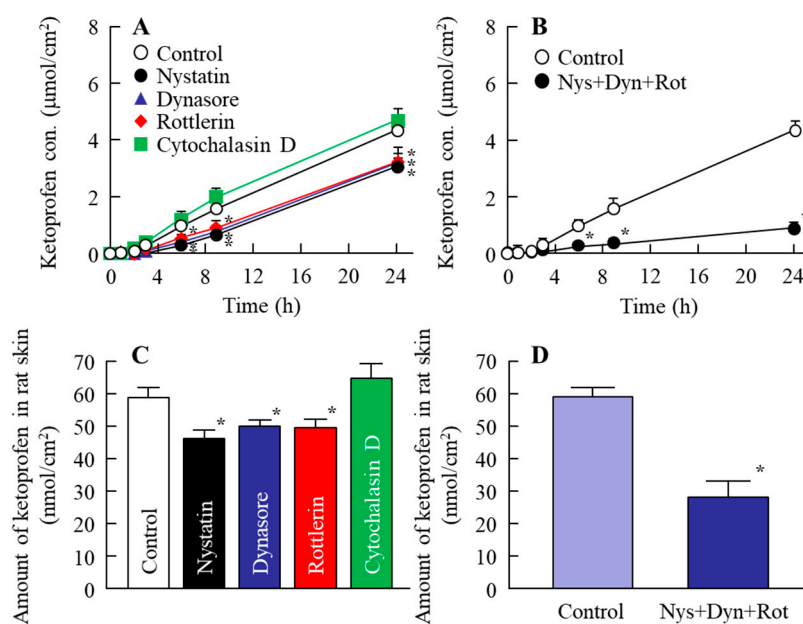 A
Ketoprofen con. (μmol/cm²)
8
6
4
2
0
Control
Nystatin
Dynasore
Rottlerin
Cytochalasin D
* * *
* * *
* * *
0 4 8 12 16 20 24
Time (h)
B
Ketoprofen con. (μmol/cm²)
8
6
4
2
0
Control
Nys+Dyn+Rot
* *
0 4 8 12 16 20 24
Time (h)
C
Amount of ketoprofen in rat skin
(nmol/cm²)
70
60
50
40
30
20
10
0
* * *
Control
Nystatin
Dynasore
Rottlerin
Cytochalasin D
D
Amount of ketoprofen in rat skin
(nmol/cm²)
70
60
50
40
30
20
10
0
*
Control Nys+Dyn+Rot